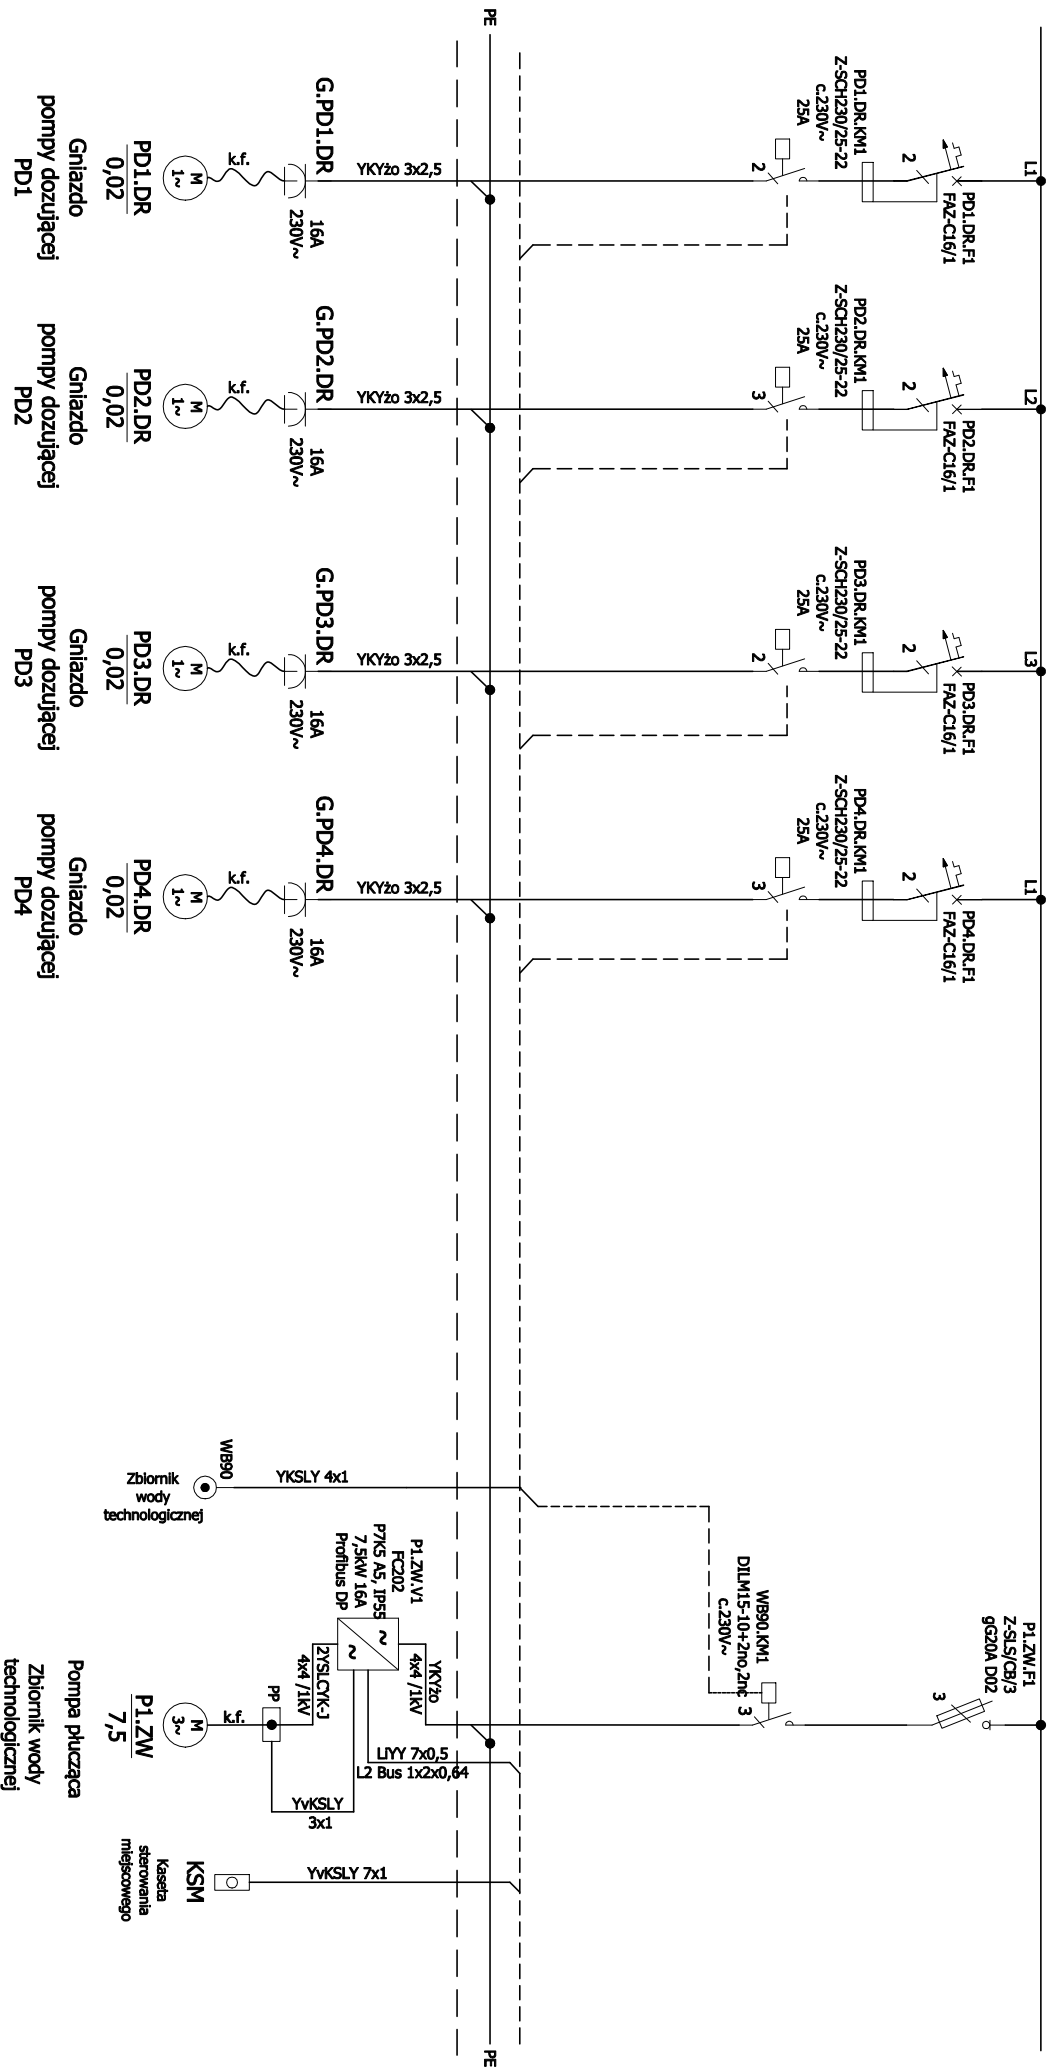 PE
L1
PD1.DR.F1
FAZ-C16/1
2
PD1.DR.KM1
Z-SCH230/25-22
c.230V~
25A
2
YKYżo 3x2,5
G.PD1.DR
16A
230V~
k.f.
M
1~
PD1.DR
0,02
Gniazdo
pompy dozującej
PD1
L2
PD2.DR.F1
FAZ-C16/1
2
PD2.DR.KM1
Z-SCH230/25-22
c.230V~
25A
3
YKYżo 3x2,5
G.PD2.DR
16A
230V~
k.f.
M
1~
PD2.DR
0,02
Gniazdo
pompy dozującej
PD2
L3
PD3.DR.F1
FAZ-C16/1
2
PD3.DR.KM1
Z-SCH230/25-22
c.230V~
25A
2
YKYżo 3x2,5
G.PD3.DR
16A
230V~
k.f.
M
1~
PD3.DR
0,02
Gniazdo
pompy dozującej
PD3
L1
PD4.DR.F1
FAZ-C16/1
2
PD4.DR.KM1
Z-SCH230/25-22
c.230V~
25A
3
YKYżo 3x2,5
G.PD4.DR
16A
230V~
k.f.
M
1~
PD4.DR
0,02
Gniazdo
pompy dozującej
PD4
YKSLY 4x1
WB90
Zbiornik
wody
technologicznej
P1.ZW.F1
Z-SLS/CB/3
gG20A D02
3
WB90.KM1
DILM15-10+2no,2nc
c.230V~
3
P1.ZW.V1
FC202
P7K5 A5, IP55
7,5kW 16A
Profibus DP
~
~
YKYżo
4x4 /1kV
2YSLCYK-J
4x4 /1kV
LIYY 7x0,5
L2 Bus 1x2x0,64
YvKSLY
3x1
PP
k.f.
M
3~
P1.ZW
7,5
Pompa płucząca
Zbiornik wody
technologicznej
YvKSLY 7x1
KSM
Kaseta
sterowania
miejscowego
PE